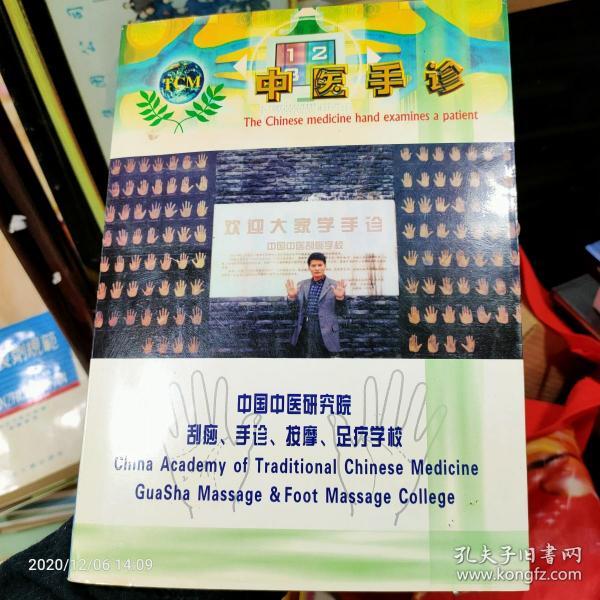 TCM
1 2
3
中医手诊
The Chinese medicine hand examines a patient
欢迎大家学手诊
中国中医刮医学校
中国中医研究院
刮痧、手诊、按摩、足疗学校
China Academy of Traditional Chinese Medicine
GuaSha Massage & Foot Massage College
2020/12/06 14:09
孔夫子旧书网
www.kongfz.com